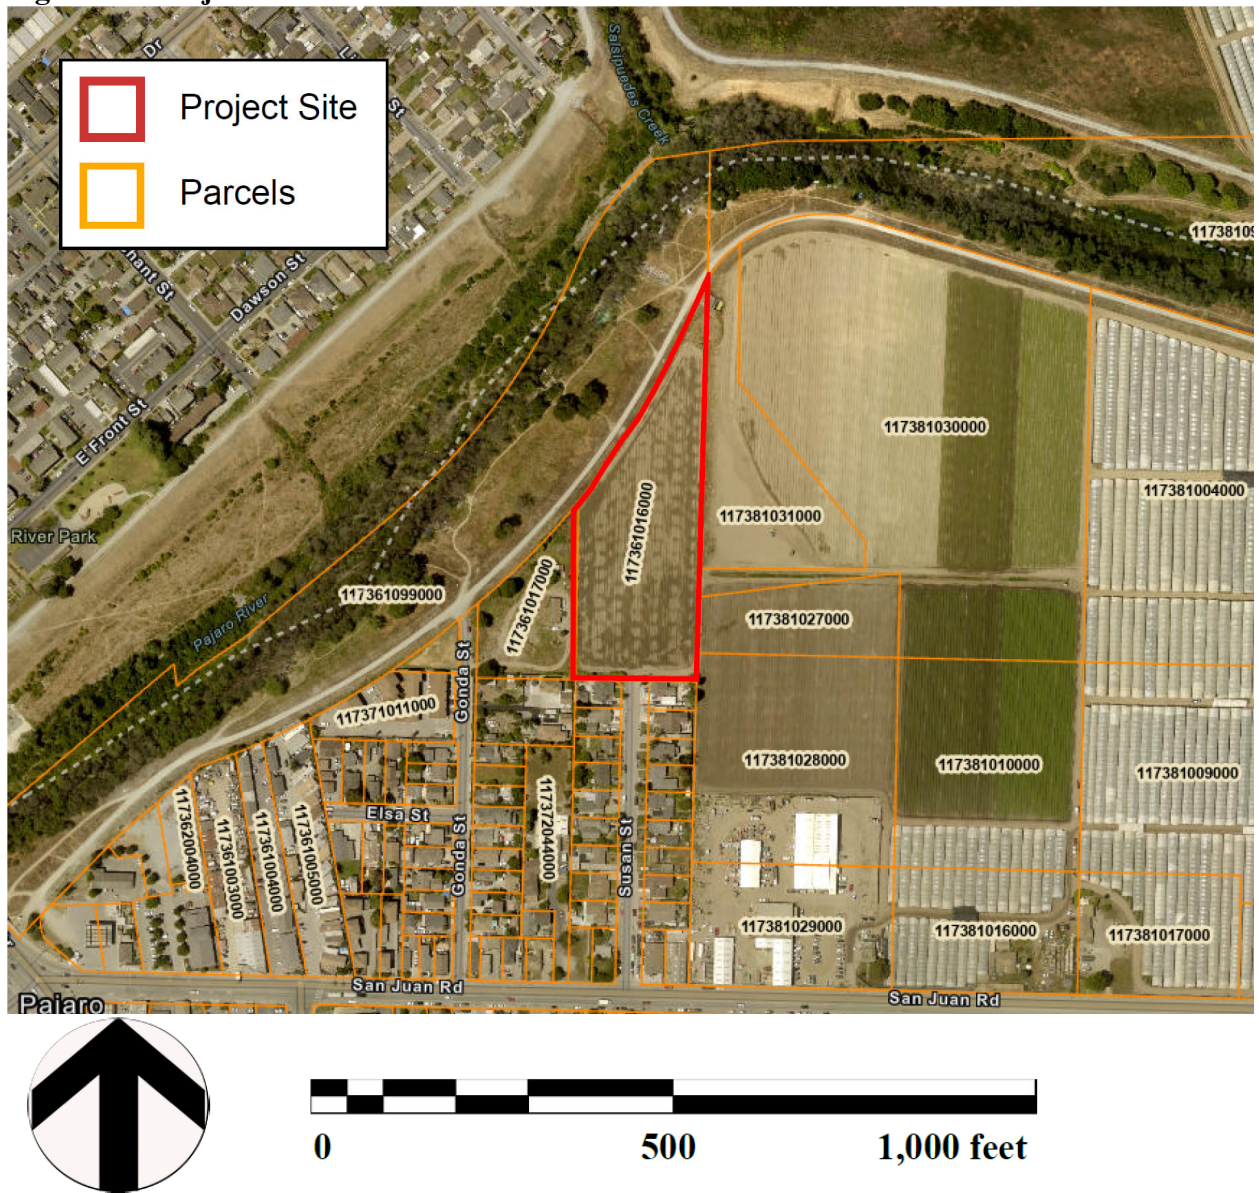 Project Site
Parcels
Dr
St
Salsipuedes Creek
Dawson St
E Front St
River Park
Pajaro River
117361099000
117361016000
117361017000
117381030000
117381031000
117381004000
117381027000
117381028000
117381010000
117381009000
117371011000
Gonda St
Elsa St
Gonda St
117372044000
Susan St
117362004000
117361003000
117361004000
117361005000
117381029000
117381016000
117381017000
San Juan Rd
San Juan Rd
Pajaro
0 500 1,000 feet